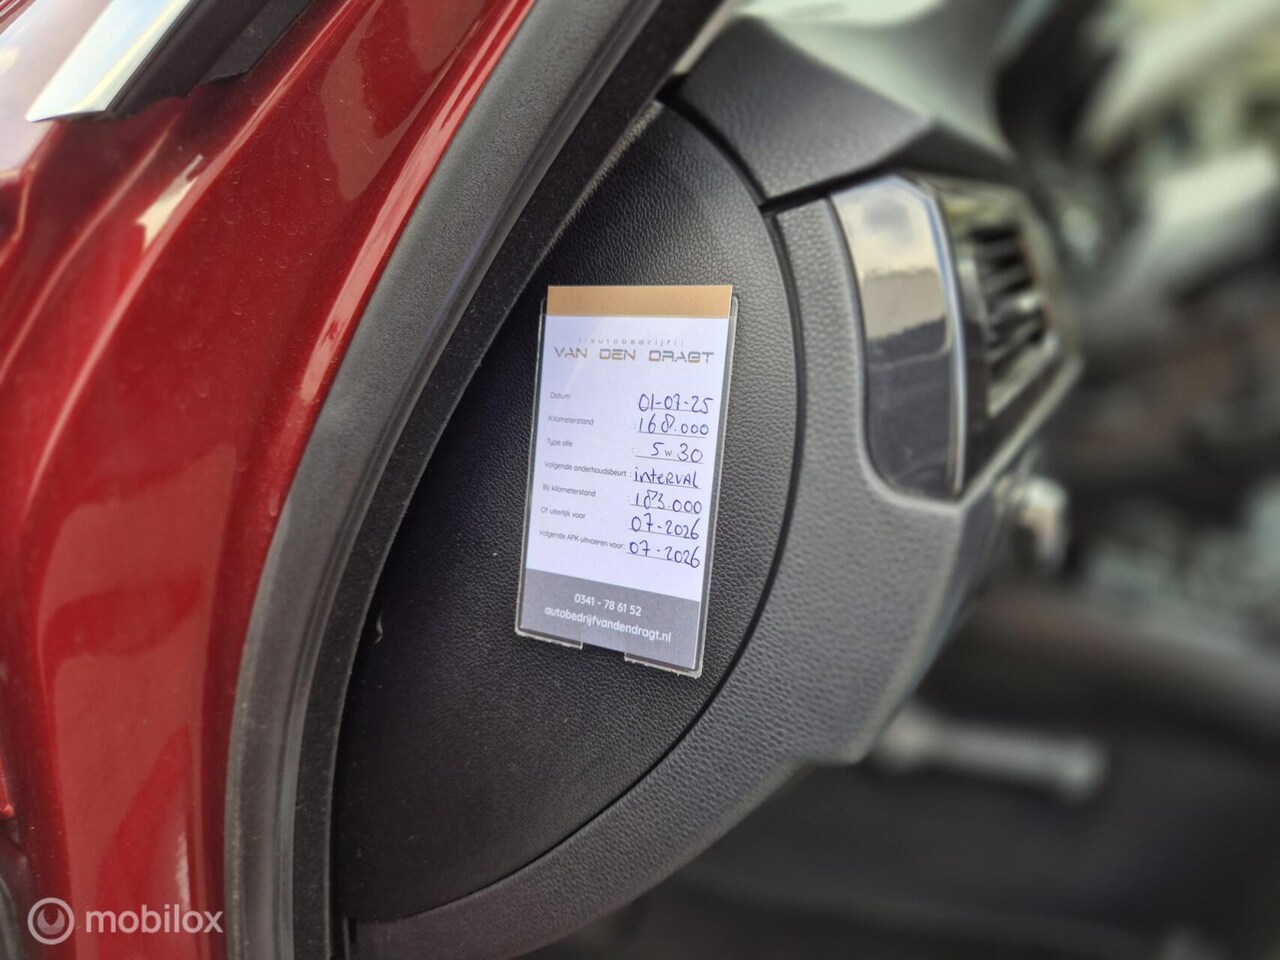 autobedrijf
VAN DEN DRAGT
Datum 01-07-25
Kilometerstand : 168.000
Type olie : 5w30
Volgende onderhoudsbeurt : inteRVAL
Bij kilometerstand : 183.000
Of uiterlijk voor : 07-2026
Volgende APK uitvoeren voor: 07-2026
0341 - 78 61 52
autobedrijfvandendragt.nl
mobilox